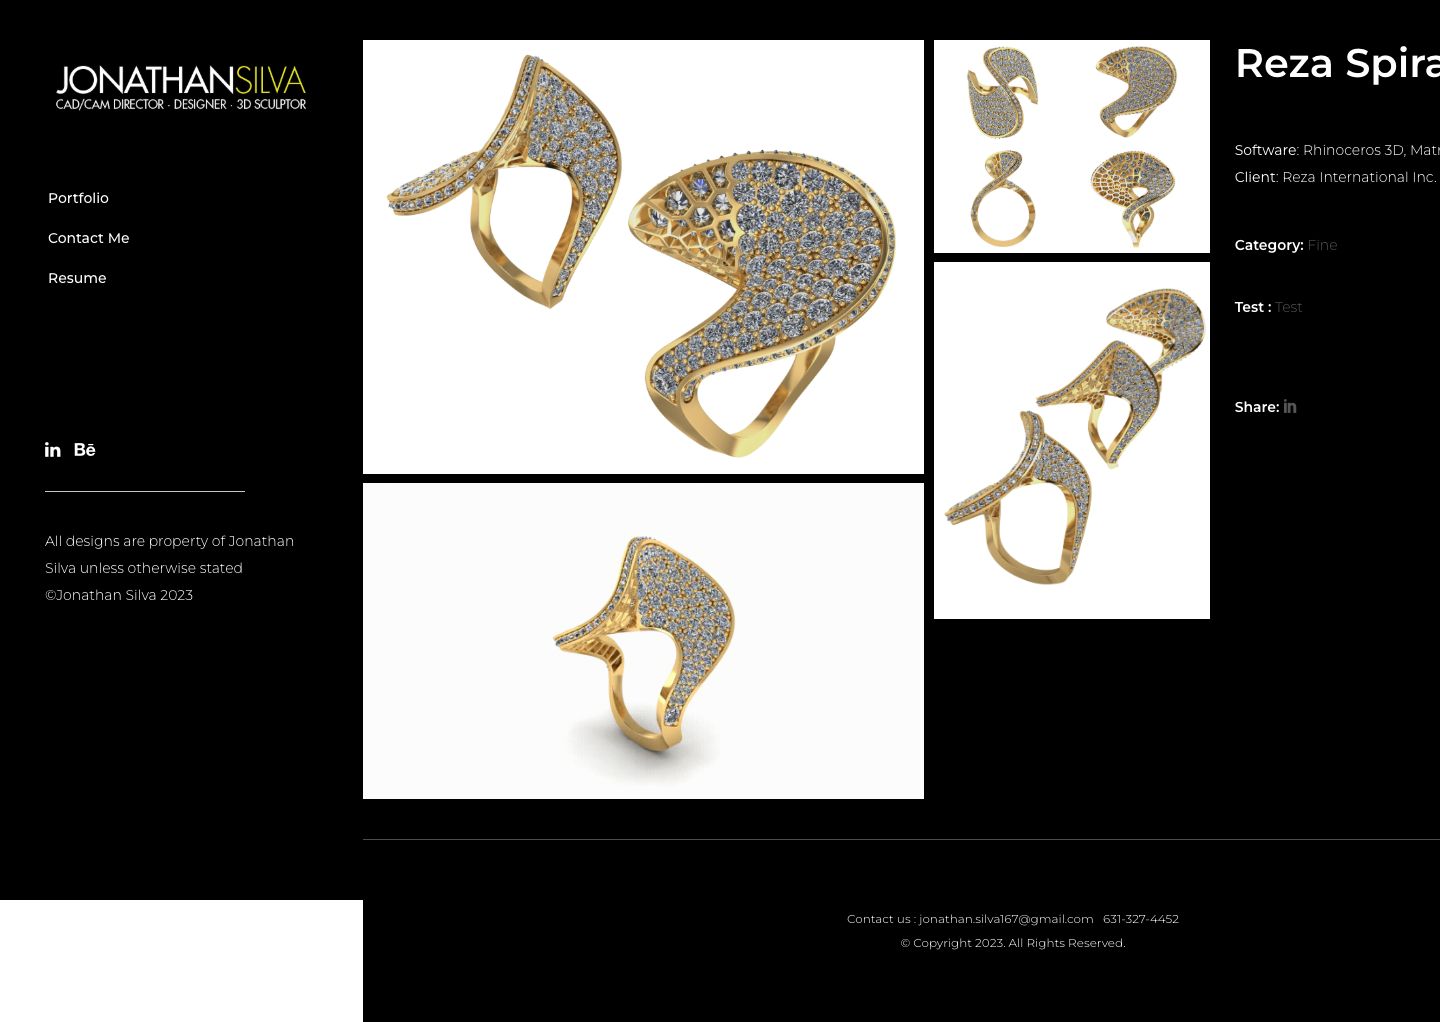 JONATHANSILVA
CAD/CAM DIRECTOR · DESIGNER · 3D SCULPTOR
Portfolio
Contact Me
Resume
in Bē
All designs are property of Jonathan
Silva unless otherwise stated
©Jonathan Silva 2023
Reza Spira
Software: Rhinoceros 3D, Matr
Client: Reza International Inc.
Category: Fine
Test : Test
Share: in
Contact us : jonathan.silva167@gmail.com 631-327-4452
© Copyright 2023. All Rights Reserved.